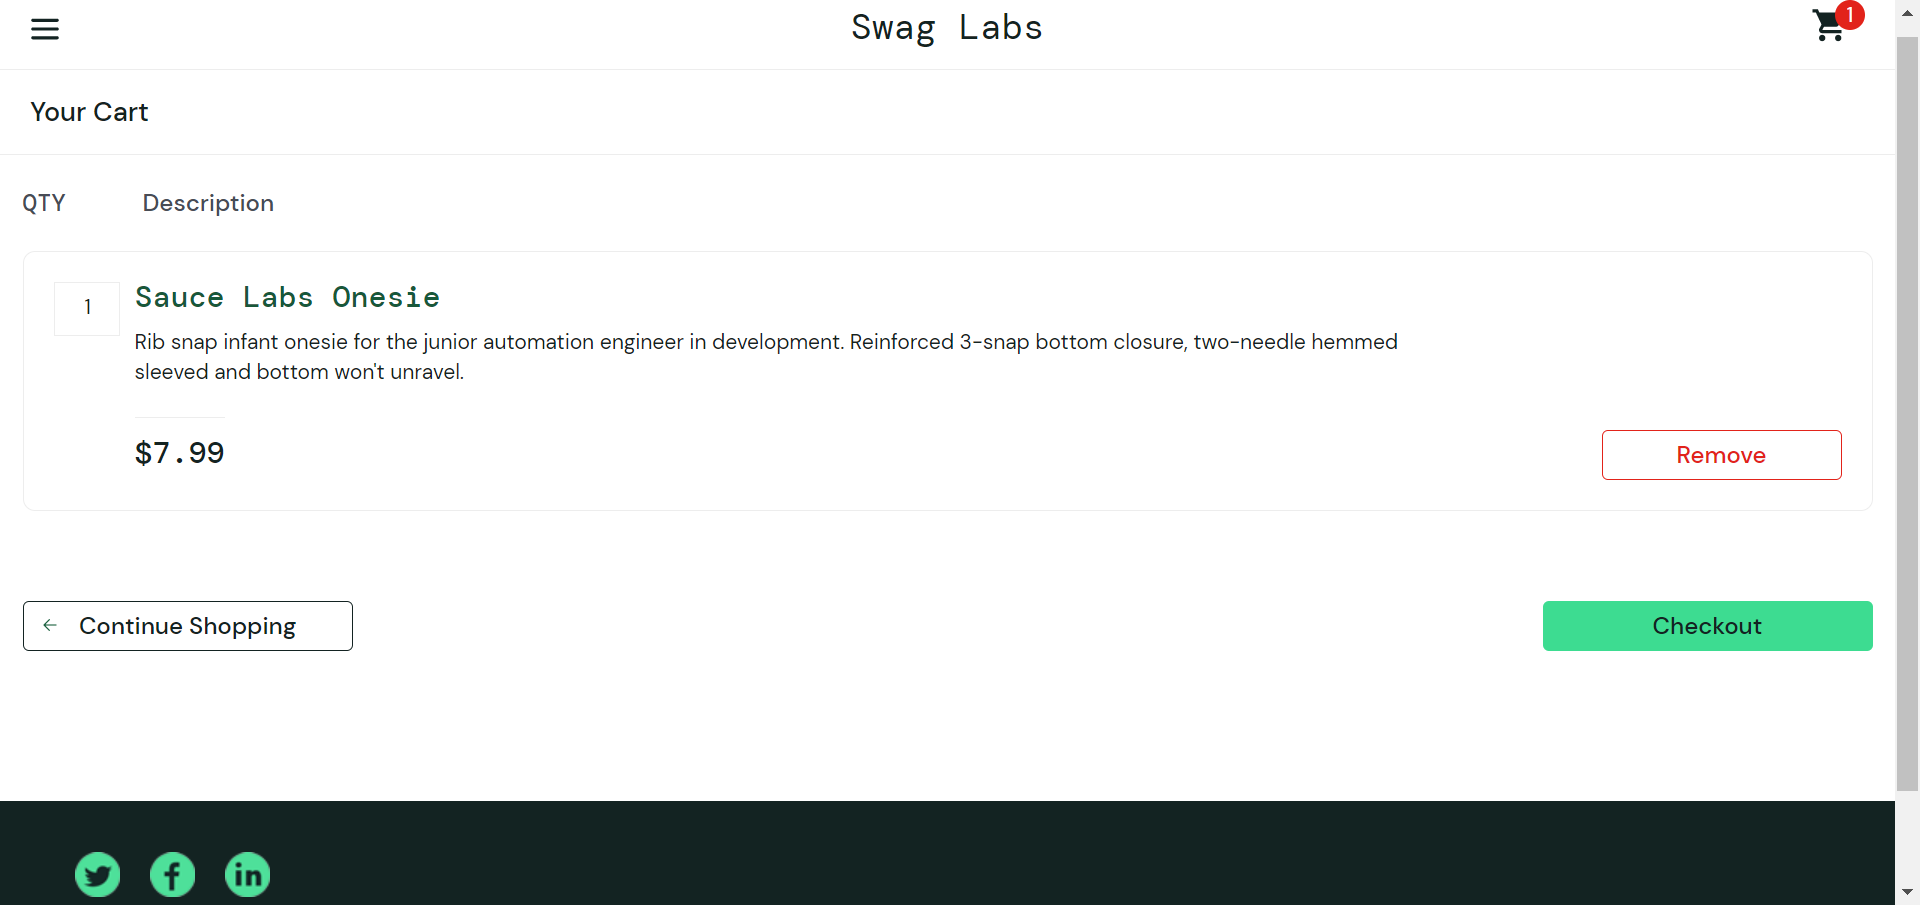 Swag Labs
1
Your Cart
QTY Description
1
Sauce Labs Onesie
Rib snap infant onesie for the junior automation engineer in development. Reinforced 3-snap bottom closure, two-needle hemmed
sleeved and bottom won't unravel.
$7.99
Remove
Continue Shopping
Checkout